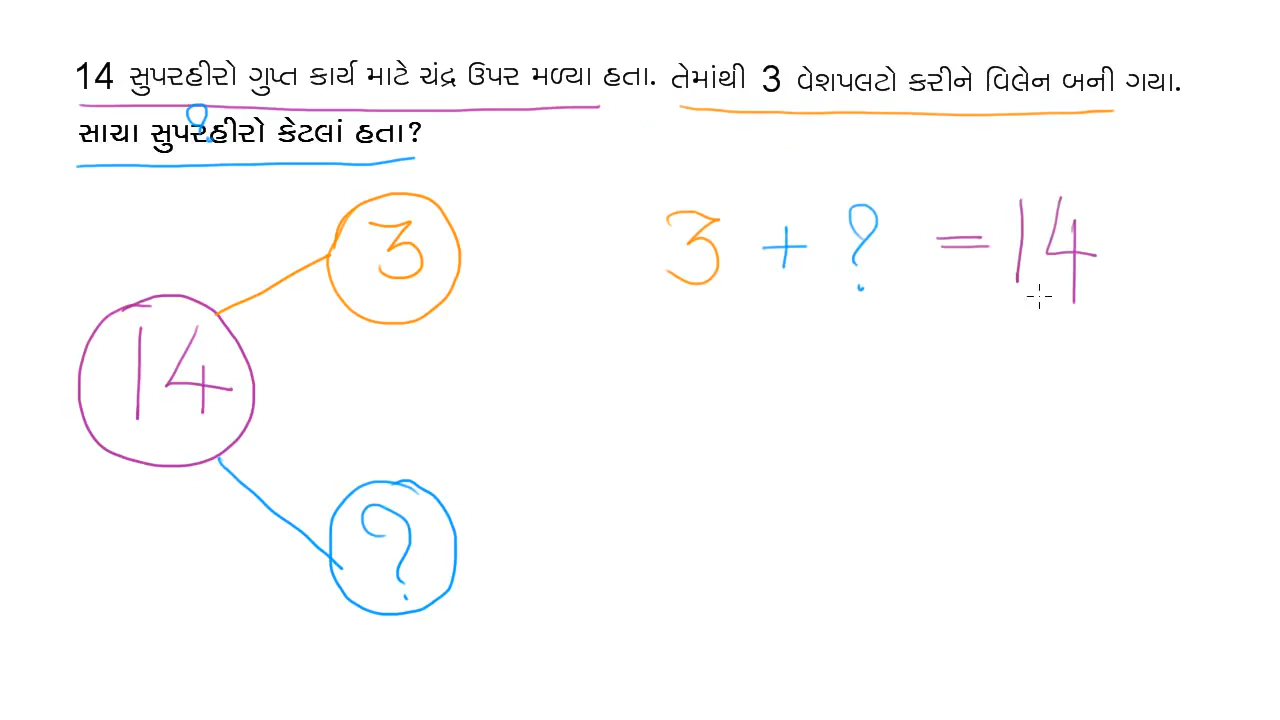 14 સુપરહીરો ગુપ્ત કાર્ય માટે ચંદ્ર ઉપર મળ્યા હતા. તેમાંથી 3 વેશપલટો કરીને વિલેન બની ગયા.
?
સાચા સુપરહીરો કેટલાં હતા?
3
3 + ? = 14
14
?